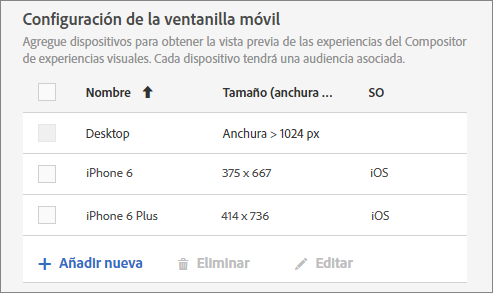 Configuración de la ventanilla móvil
Agregue dispositivos para obtener la vista previa de las experiencias del Compositor
de experiencias visuales. Cada dispositivo tendrá una audiencia asociada.
Nombre Tamaño (anchura ... SO
Desktop Anchura > 1024 px
iPhone 6 375 x 667 iOS
iPhone 6 Plus 414 x 736 iOS
+ Añadir nueva Eliminar Editar